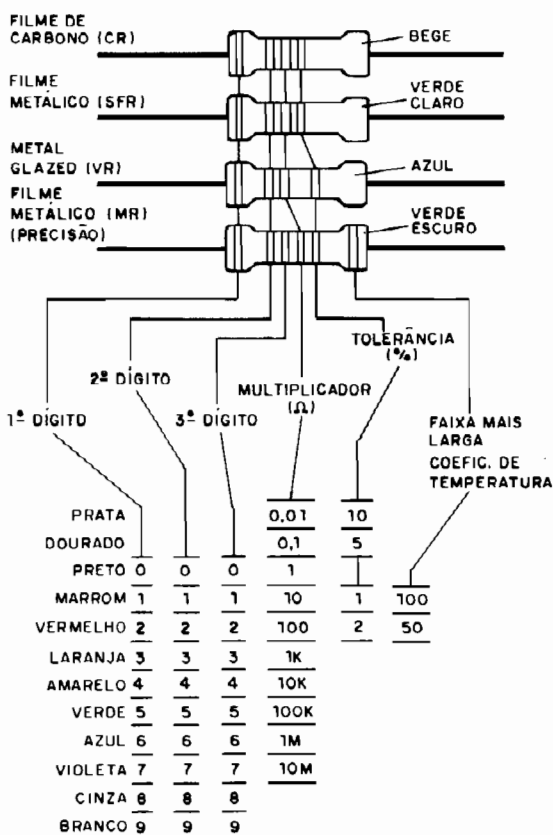 FILME DE
CARBONO (CR)
BEGE
FILME
METÁLICO (SFR)
VERDE
CLARO
METAL
GLAZED (VR)
AZUL
FILME
METÁLICO (MR)
(PRECISÃO)
VERDE
ESCURO
TOLERÂNCIA
(%)
2º DÍGITO
MULTIPLICADOR
(Ω)
1º DÍGITO
3º DÍGITO
FAIXA MAIS
LARGA
COEFIC. DE
TEMPERATURA
PRATA 0,01 10
DOURADO 0,1 5
PRETO 0 0 0 1
MARROM 1 1 1 10 1 100
VERMELHO 2 2 2 100 2 50
LARANJA 3 3 3 1K
AMARELO 4 4 4 10K
VERDE 5 5 5 100K
AZUL 6 6 6 1M
VIOLETA 7 7 7 10M
CINZA 8 8 8
BRANCO 9 9 9